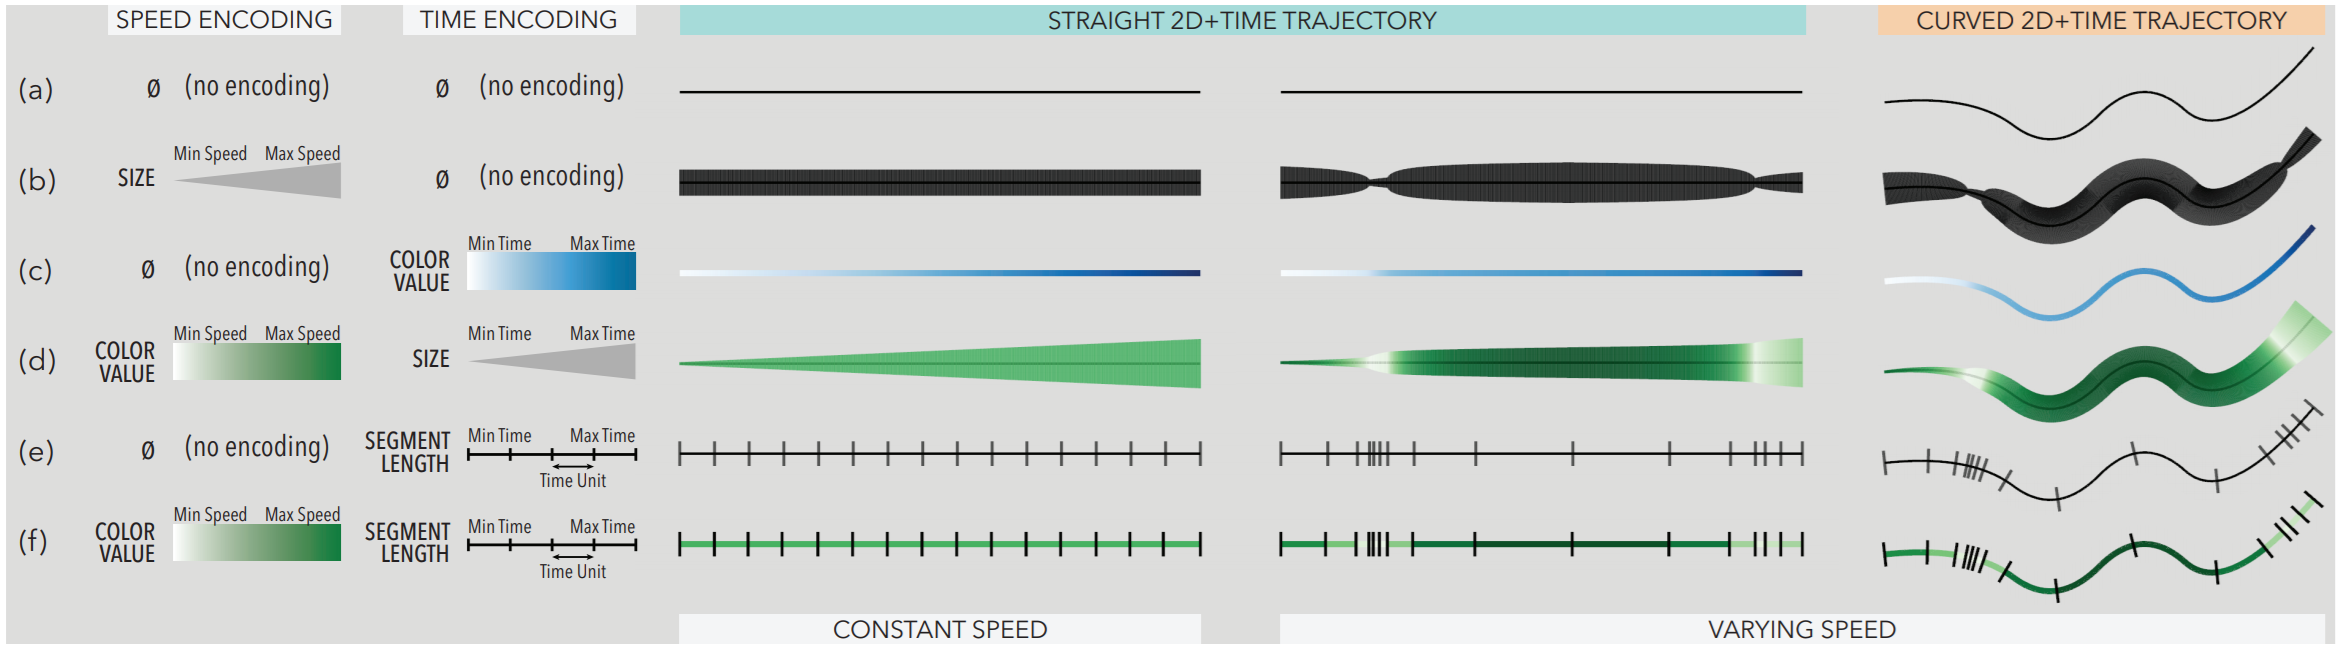 SPEED ENCODING TIME ENCODING STRAIGHT 2D+TIME TRAJECTORY CURVED 2D+TIME TRAJECTORY
(a) ø (no encoding) ø (no encoding)
Min Speed Max Speed
(b) SIZE ø (no encoding)
Min Time Max Time
(c) ø (no encoding) COLOR
VALUE
Min Speed Max Speed Min Time Max Time
(d) COLOR
VALUE
SIZE
(e) ø (no encoding) SEGMENT
LENGTH
Min Time Max Time
Time Unit
Min Speed Max Speed Min Time Max Time
(f) COLOR
VALUE
SEGMENT
LENGTH
Time Unit
CONSTANT SPEED VARYING SPEED